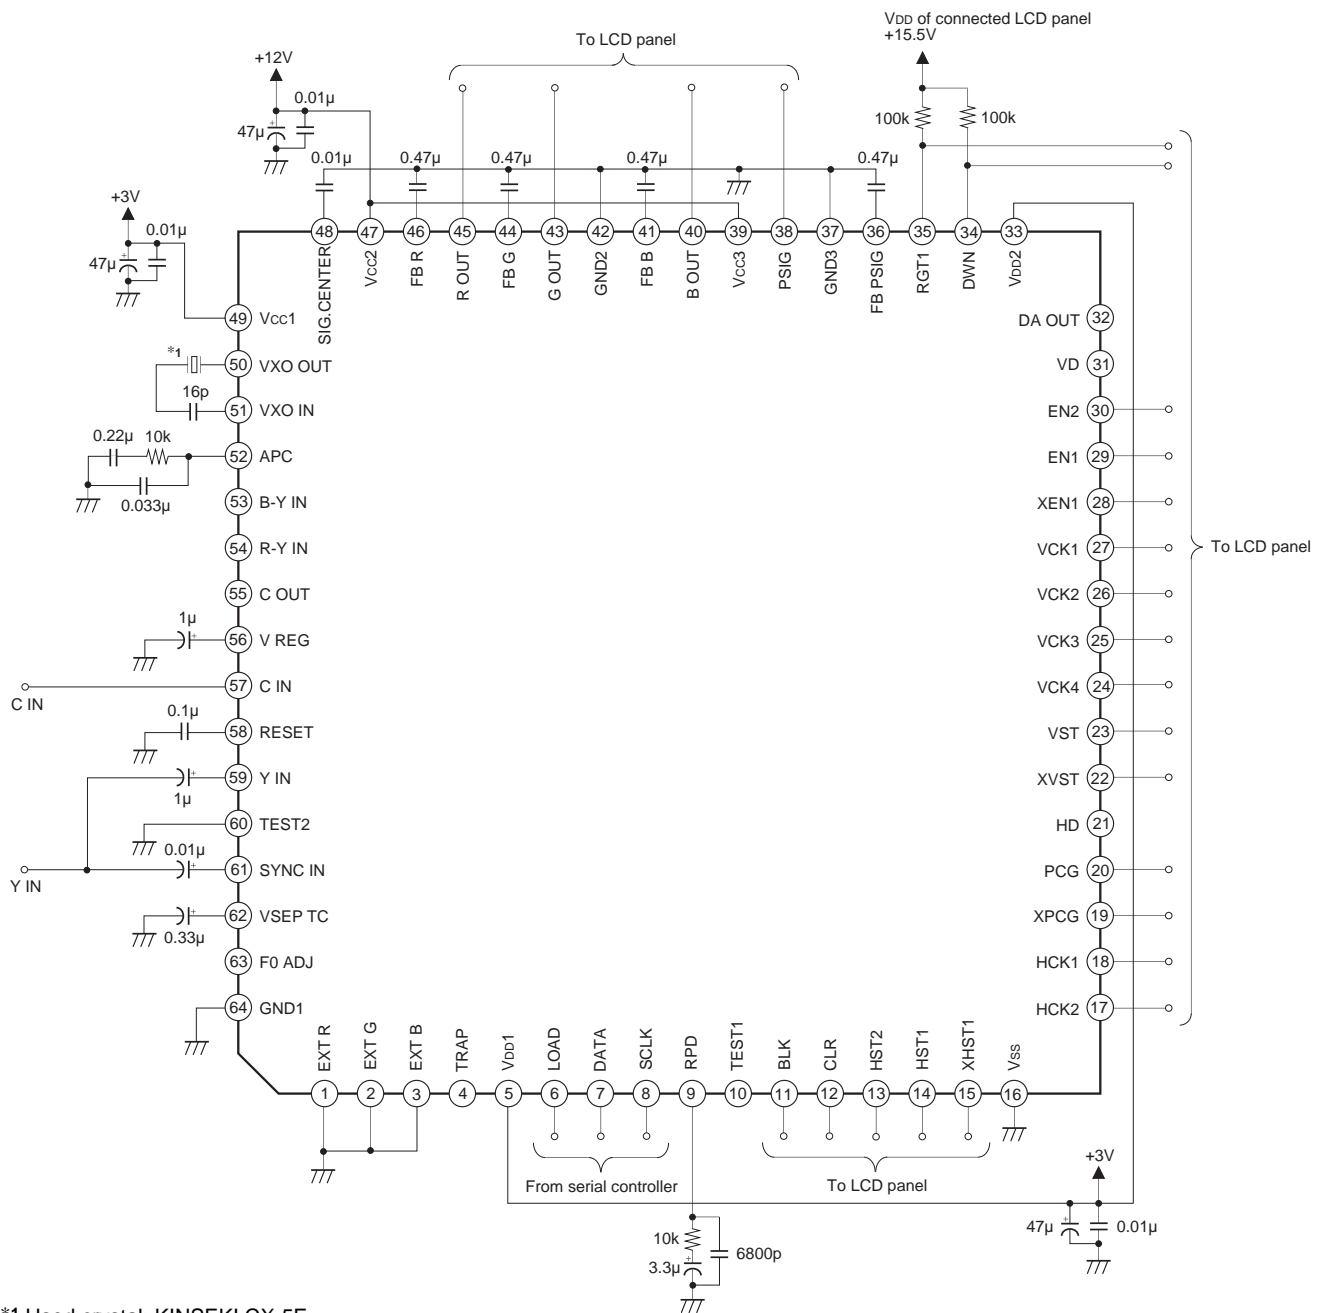 VDD of connected LCD panel
+15.5V
To LCD panel
+12V
0.01µ
47µ
100k
100k
0.01µ
0.47µ
0.47µ
0.47µ
0.47µ
+3V
0.01µ
47µ
48 47 46 45 44 43 42 41 40 39 38 37 36 35 34 33
SIG.CENTER
VCC2
FB R
R OUT
FB G
G OUT
GND2
FB B
B OUT
VCC3
PSIG
GND3
FB PSIG
RGT1
DWN
VDD2
49 VCC1
DA OUT 32
*1
50 VXO OUT
VD 31
16p
51 VXO IN
EN2 30
0.22µ 10k
52 APC
EN1 29
0.033µ
53 B-Y IN
XEN1 28
54 R-Y IN
VCK1 27
To LCD panel
55 C OUT
VCK2 26
1µ
56 V REG
VCK3 25
C IN
57 C IN
VCK4 24
0.1µ
58 RESET
VST 23
59 Y IN
1µ
XVST 22
60 TEST2
HD 21
0.01µ
Y IN
61 SYNC IN
PCG 20
62 VSEP TC
0.33µ
XPCG 19
63 F0 ADJ
HCK1 18
64 GND1
HCK2 17
EXT R
EXT G
EXT B
TRAP
VDD1
LOAD
DATA
SCLK
RPD
TEST1
BLK
CLR
HST2
HST1
XHST1
VSS
1 2 3 4 5 6 7 8 9 10 11 12 13 14 15 16
From serial controller
To LCD panel
+3V
47µ
0.01µ
10k
3.3µ
6800p